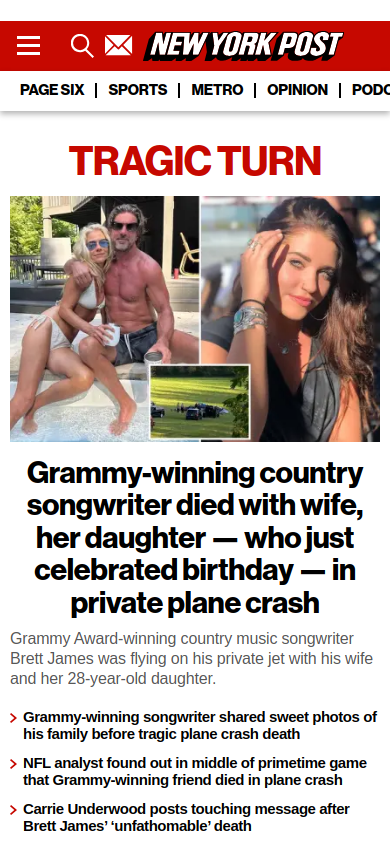 NEW YORK POST
PAGE SIX | SPORTS | METRO | OPINION | PODC
TRAGIC TURN
Grammy-winning country
songwriter died with wife,
her daughter — who just
celebrated birthday — in
private plane crash
Grammy Award-winning country music songwriter
Brett James was flying on his private jet with his wife
and her 28-year-old daughter.
Grammy-winning songwriter shared sweet photos of
his family before tragic plane crash death
NFL analyst found out in middle of primetime game
that Grammy-winning friend died in plane crash
Carrie Underwood posts touching message after
Brett James’ ‘unfathomable’ death